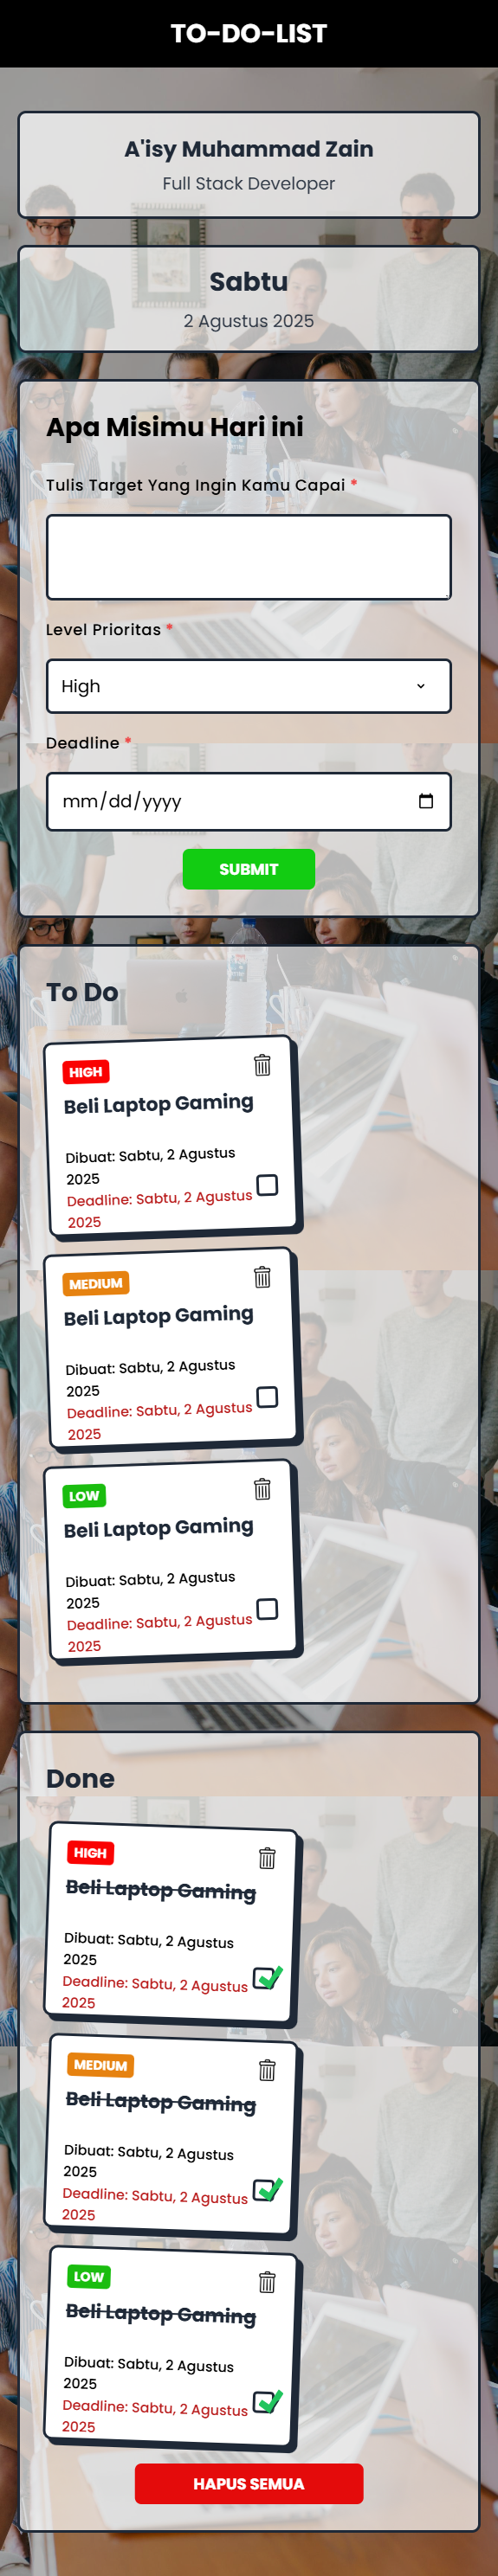 TO-DO-LIST
A'isy Muhammad Zain
Full Stack Developer
Sabtu
2 Agustus 2025
Apa Misimu Hari ini
Tulis Target Yang Ingin Kamu Capai *
Level Prioritas *
High
Deadline *
mm/dd/yyyy
SUBMIT
To Do
HIGH
Beli Laptop Gaming
Dibuat: Sabtu, 2 Agustus
2025
Deadline: Sabtu, 2 Agustus
2025
MEDIUM
Beli Laptop Gaming
Dibuat: Sabtu, 2 Agustus
2025
Deadline: Sabtu, 2 Agustus
2025
LOW
Beli Laptop Gaming
Dibuat: Sabtu, 2 Agustus
2025
Deadline: Sabtu, 2 Agustus
2025
Done
HIGH
Beli Laptop Gaming
Dibuat: Sabtu, 2 Agustus
2025
Deadline: Sabtu, 2 Agustus
2025
MEDIUM
Beli Laptop Gaming
Dibuat: Sabtu, 2 Agustus
2025
Deadline: Sabtu, 2 Agustus
2025
LOW
Beli Laptop Gaming
Dibuat: Sabtu, 2 Agustus
2025
Deadline: Sabtu, 2 Agustus
2025
HAPUS SEMUA